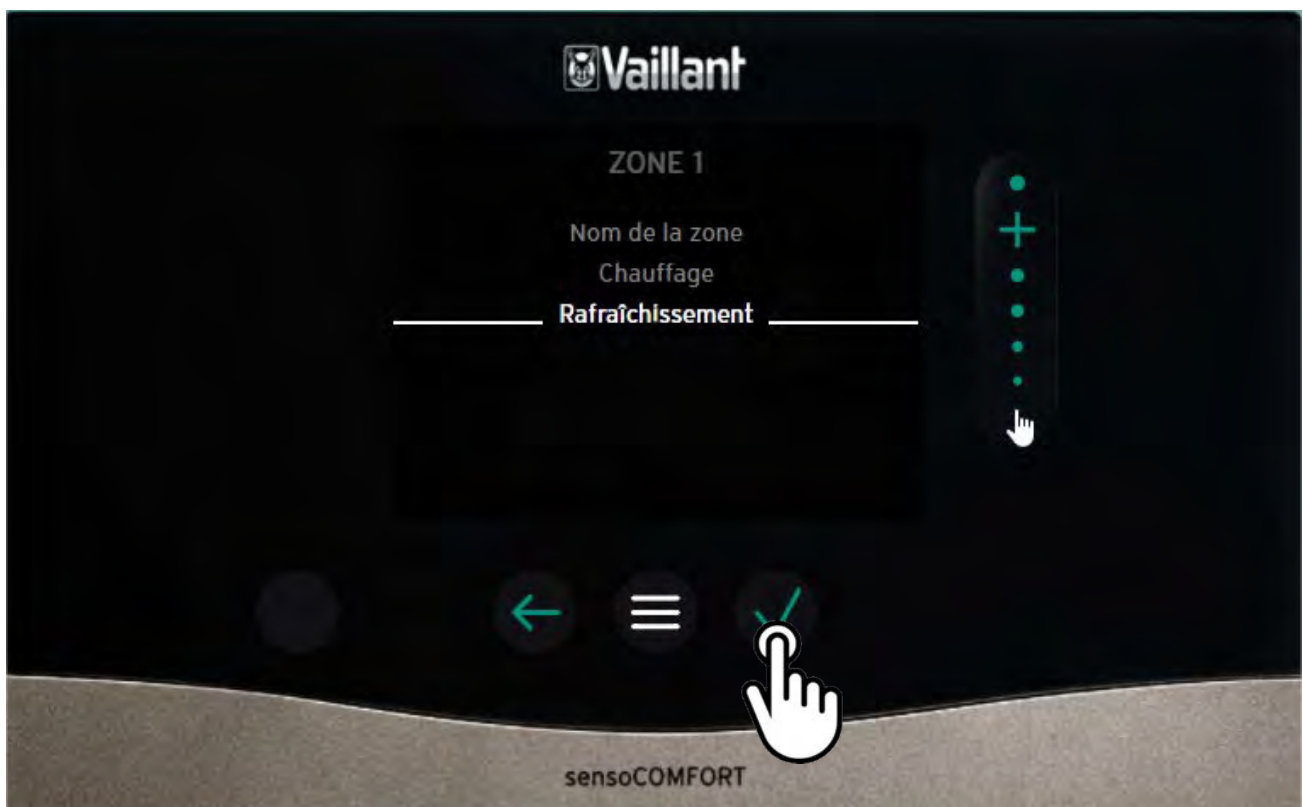 Vaillant
ZONE 1
Nom de la zone
Chauffage
Rafraîchissement
sensoCOMFORT